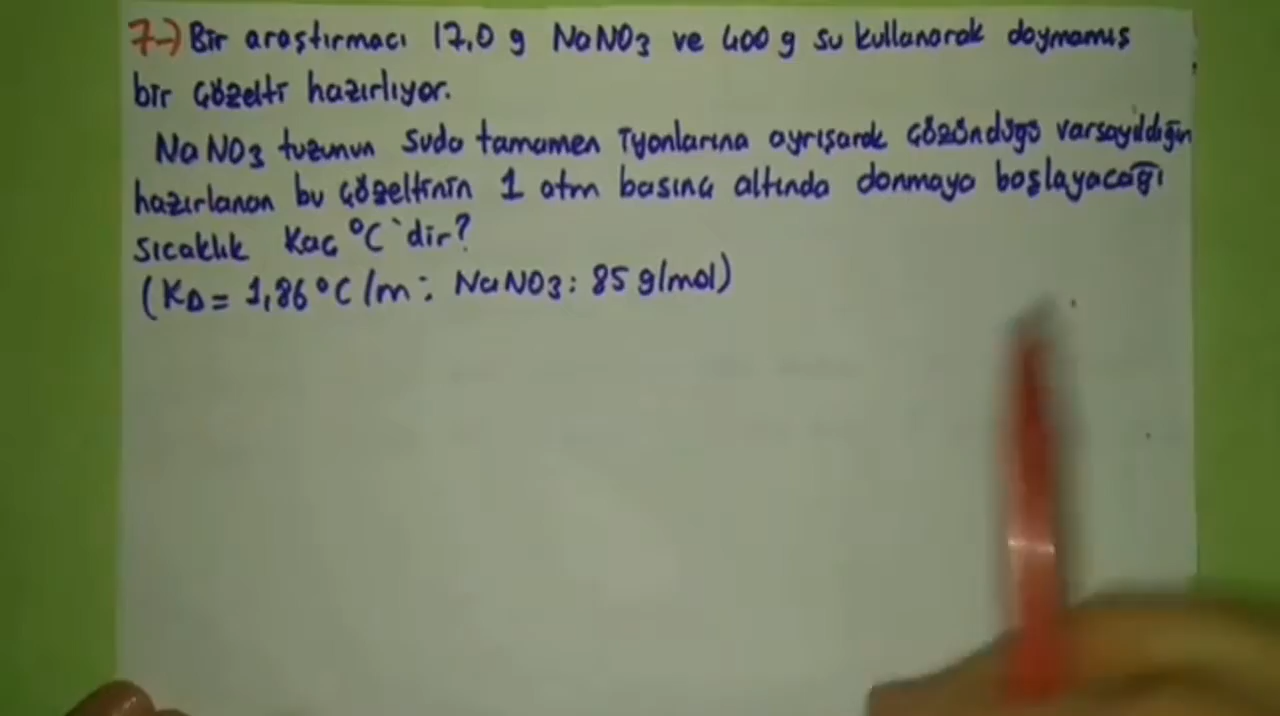 7-) Bir araştırmacı 17,0 g NaNO3 ve 400 g su kullanarak doymamış
bir çözelti hazırlıyor.
NaNO3 tuzunun suda tamamen iyonlarına ayrışarak çözündüğü varsayıldığın
hazırlanan bu çözeltinin 1 atm basınç altında donmaya başlayacağı
sıcaklık kaç °C'dir?
(KD = 1,86 °C/m ; NaNO3 : 85 g/mol)